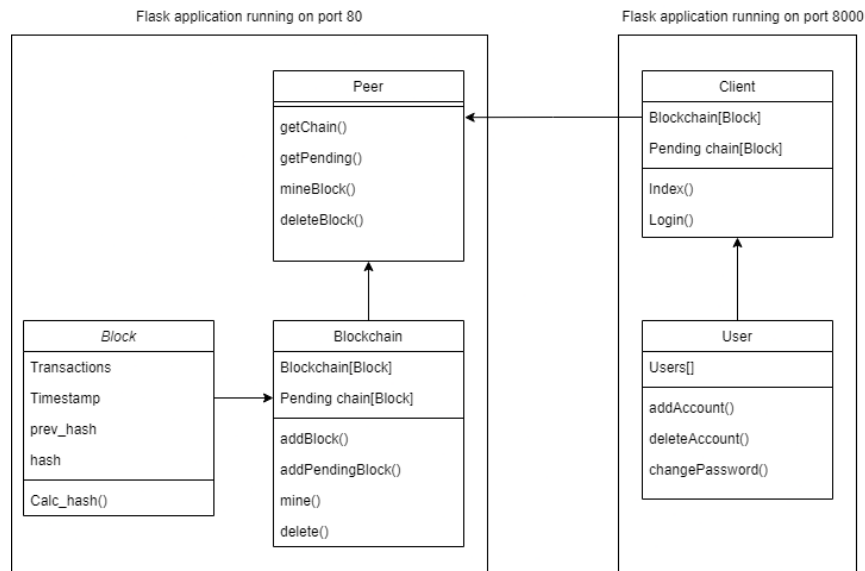 Flask application running on port 80
Peer
getChain()
getPending()
mineBlock()
deleteBlock()
Block
Transactions
Timestamp
prev_hash
hash
Calc_hash()
Blockchain
Blockchain[Block]
Pending chain[Block]
addBlock()
addPendingBlock()
mine()
delete()
Flask application running on port 8000
Client
Blockchain[Block]
Pending chain[Block]
Index()
Login()
User
Users[]
addAccount()
deleteAccount()
changePassword()